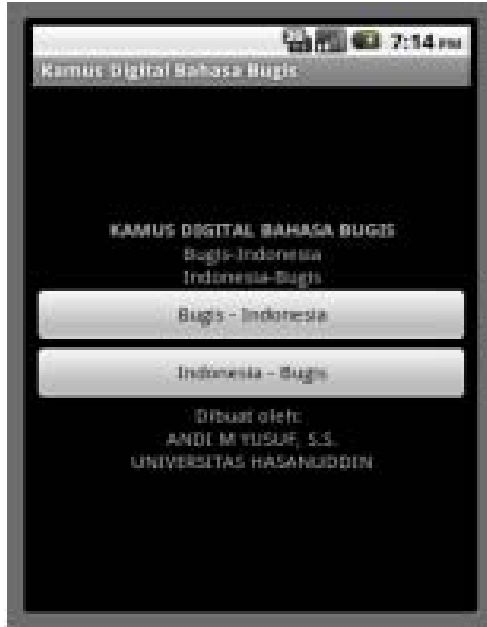 7:14 PM
Kamus Digital Bahasa Bugis
KAMUS DIGITAL BAHASA BUGIS
Bugis-Indonesia
Indonesia-Bugis
Bugis - Indonesia
Indonesia - Bugis
Dibuat oleh:
ANDI M YUSUF, S.S.
UNIVERSITAS HASANUDDIN